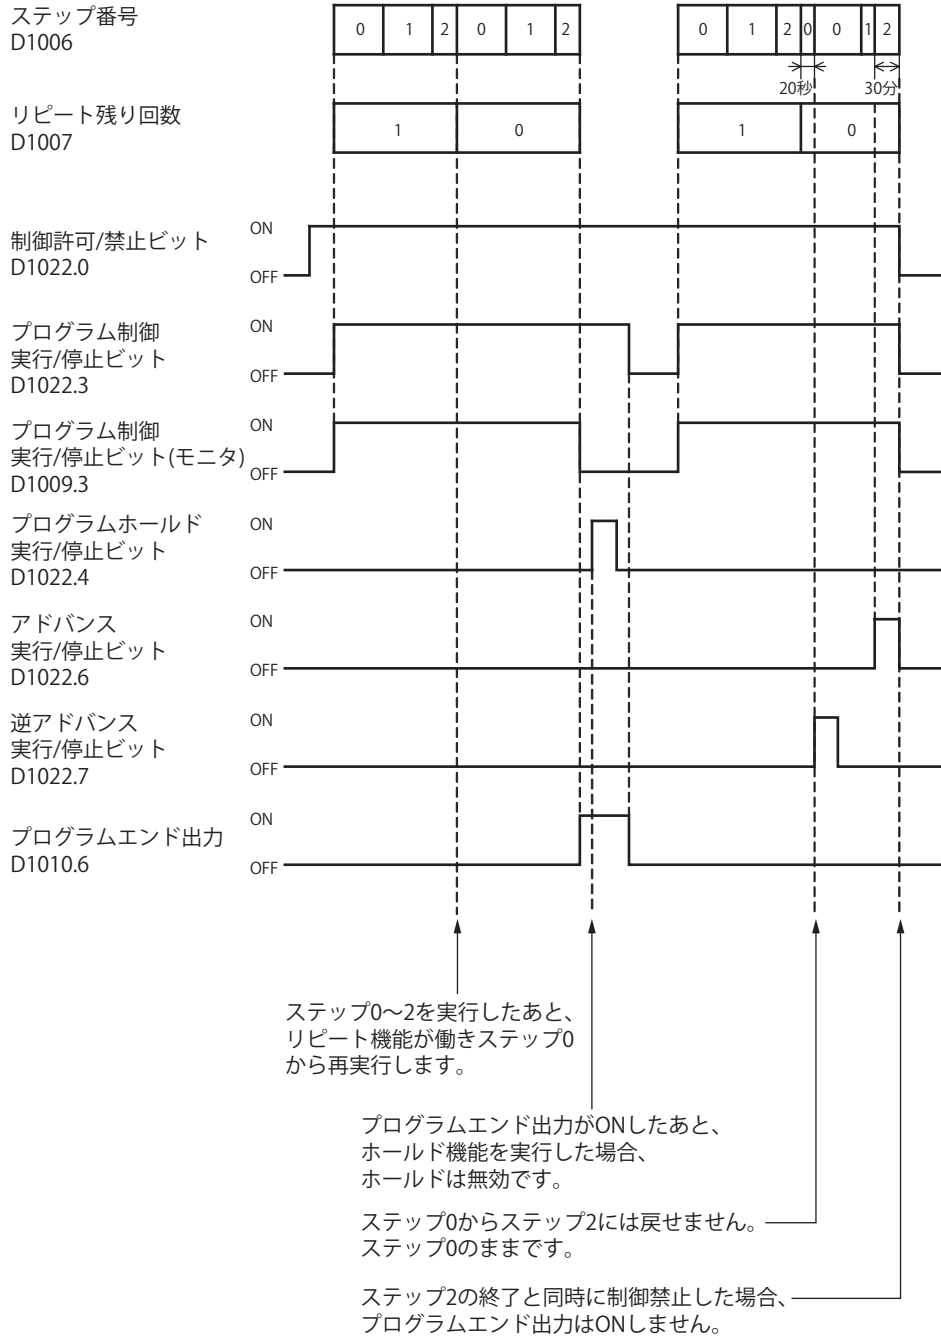 ステップ番号
D1006
0 1 2 0 1 2
0 1 2 0 0 1 2
20秒
30分
リピート残り回数
D1007
1 0
1 0
制御許可/禁止ビット
D1022.0
ON
OFF
プログラム制御
実行/停止ビット
D1022.3
ON
OFF
プログラム制御
実行/停止ビット(モニタ)
D1009.3
ON
OFF
プログラムホールド
実行/停止ビット
D1022.4
ON
OFF
アドバンス
実行/停止ビット
D1022.6
ON
OFF
逆アドバンス
実行/停止ビット
D1022.7
ON
OFF
プログラムエンド出力
D1010.6
ON
OFF
ステップ0～2を実行したあと、
リピート機能が働きステップ0
から再実行します。
プログラムエンド出力がONしたあと、
ホールド機能を実行した場合、
ホールドは無効です。
ステップ0からステップ2には戻せません。
ステップ0のままです。
ステップ2の終了と同時に制御禁止した場合、
プログラムエンド出力はONしません。